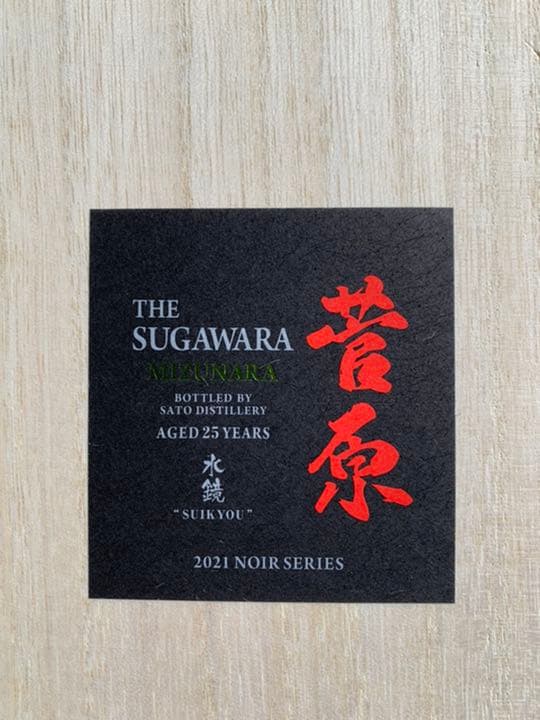 THE
SUGAWARA
MIZUNARA
BOTTLED BY
SATO DISTILLERY
AGED 25 YEARS
水鏡
"SUIKYOU"
2021 NOIR SERIES
菅原